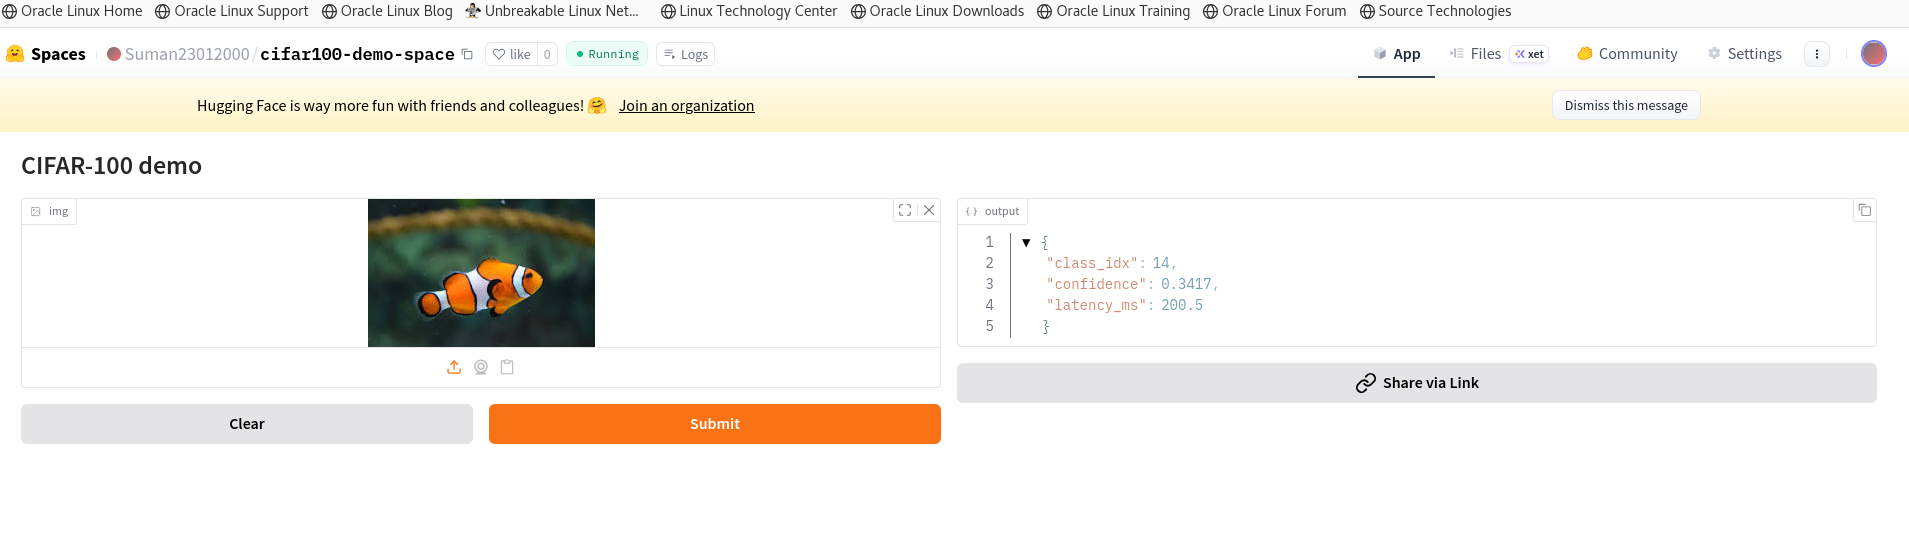 Oracle Linux Home Oracle Linux Support Oracle Linux Blog Unbreakable Linux Net... Linux Technology Center Oracle Linux Downloads Oracle Linux Training Oracle Linux Forum Source Technologies
Spaces Suman23012000/cifar100-demo-space like 0 Running Logs App Files xet Community Settings
Hugging Face is way more fun with friends and colleagues! 🤗 Join an organization Dismiss this message
CIFAR-100 demo
img
output
1 ▼ {
2 "class_idx": 14,
3 "confidence": 0.3417,
4 "latency_ms": 200.5
5 }
Share via Link
Clear Submit